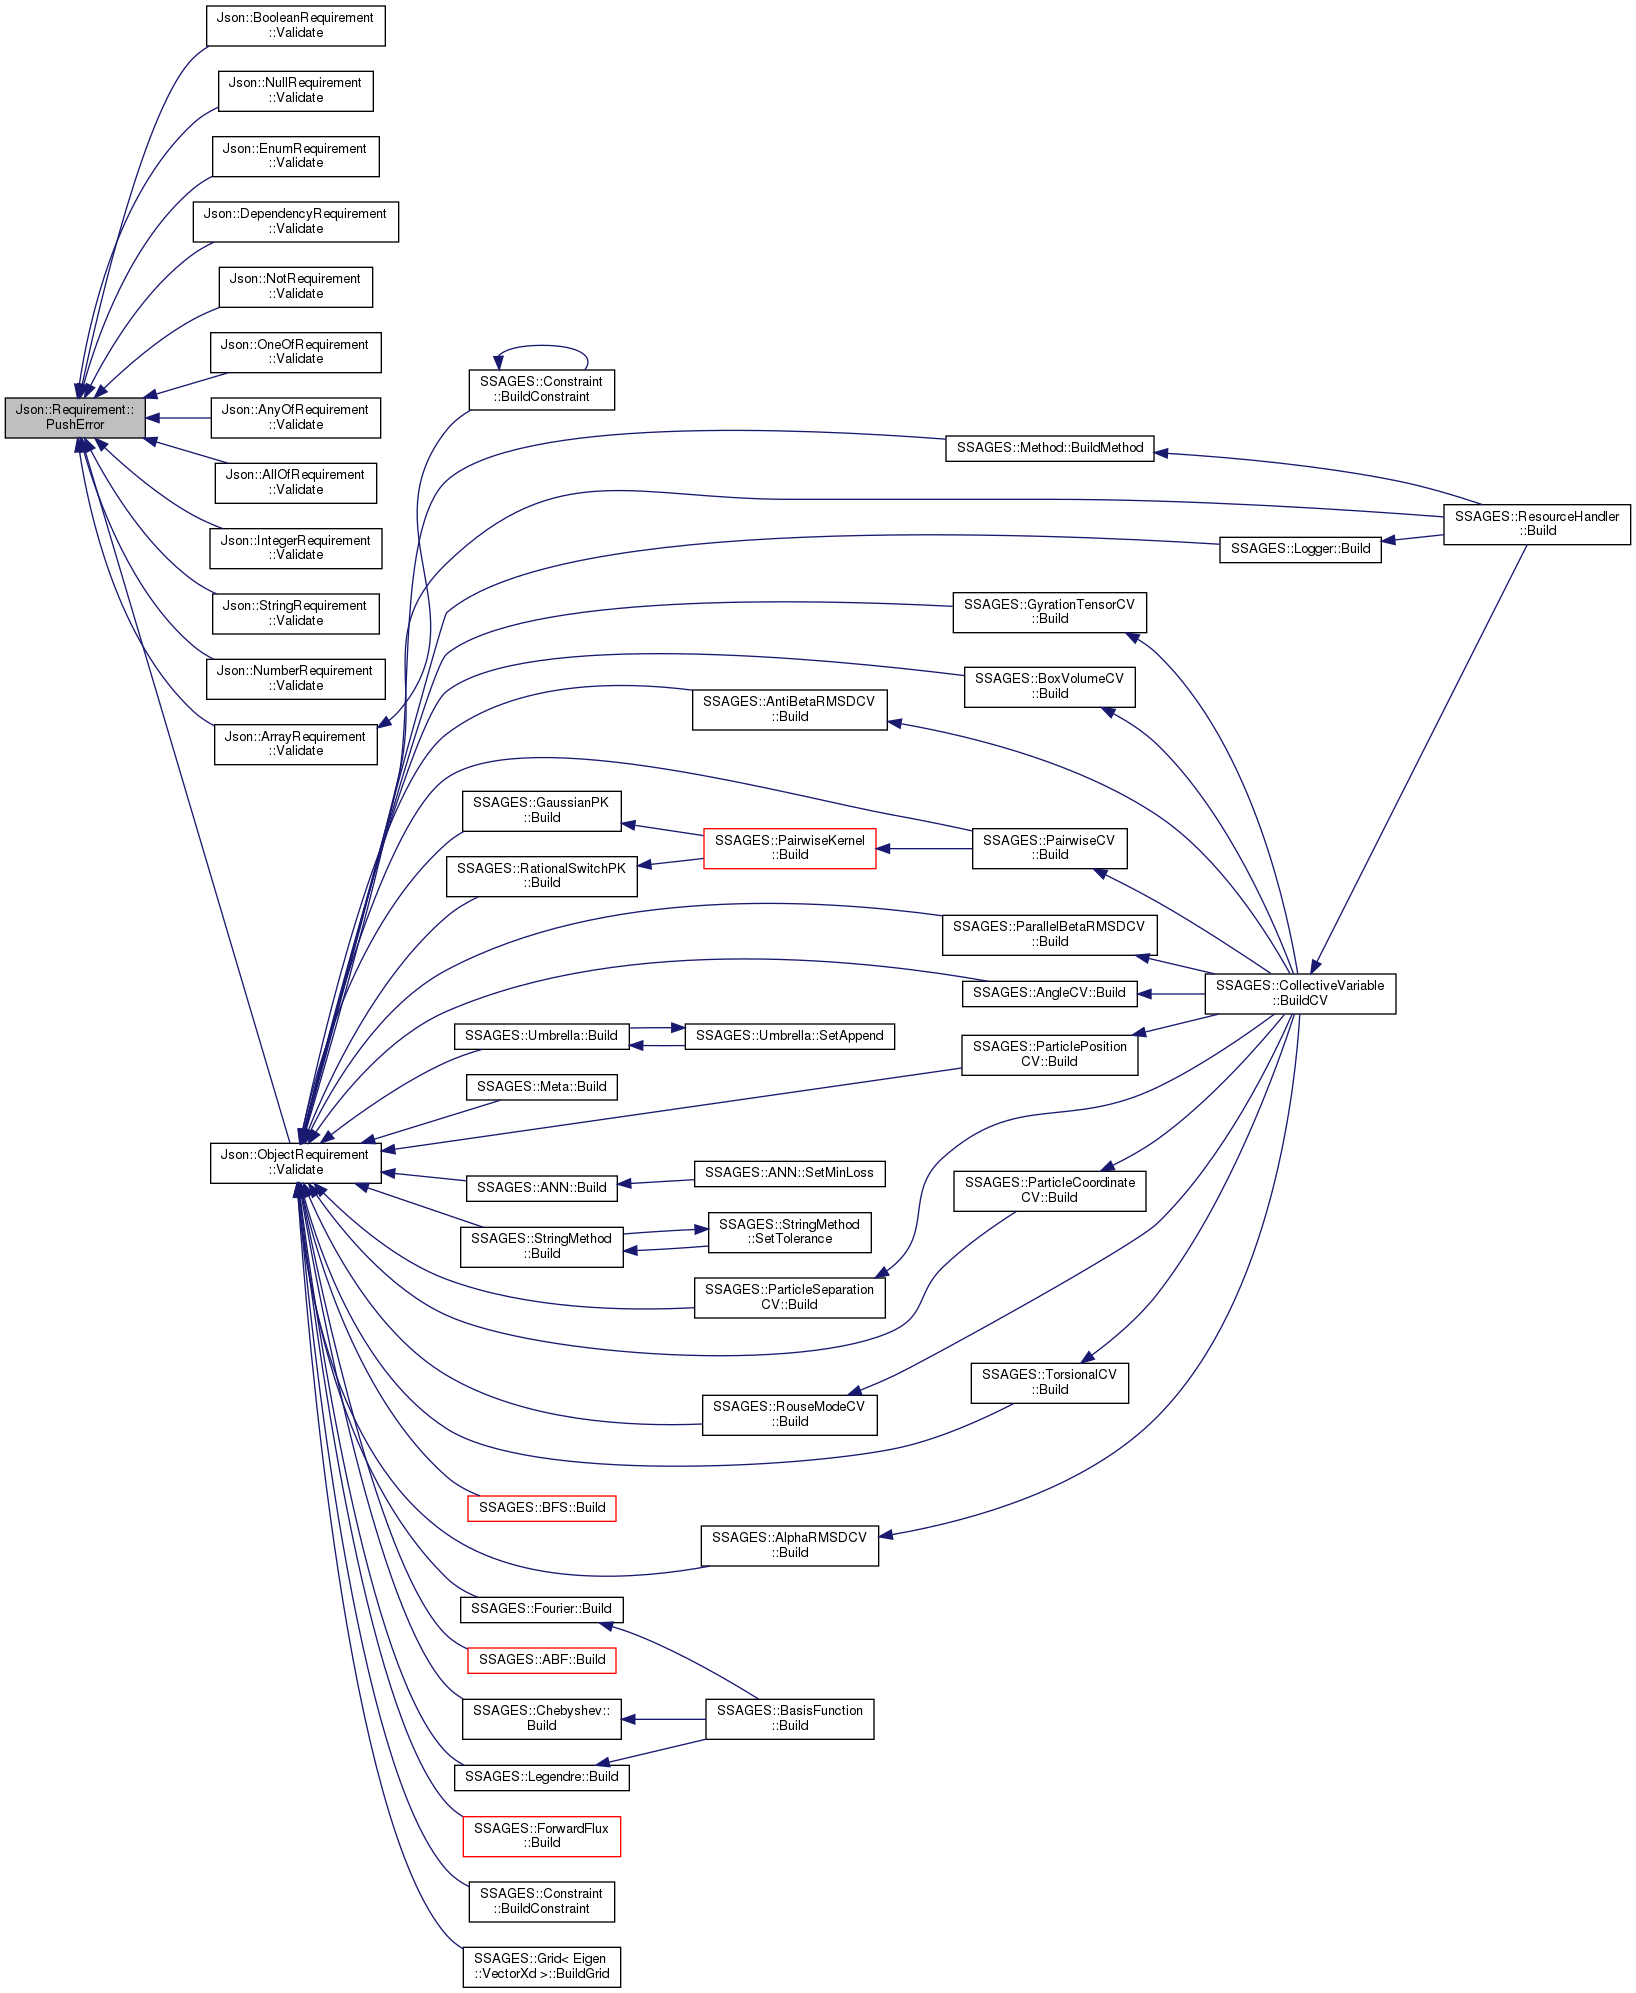 Json::BooleanRequirement
::Validate
Json::NullRequirement
::Validate
Json::EnumRequirement
::Validate
Json::DependencyRequirement
::Validate
Json::NotRequirement
::Validate
Json::OneOfRequirement
::Validate
Json::Requirement::
PushError
Json::AnyOfRequirement
::Validate
Json::AllOfRequirement
::Validate
Json::IntegerRequirement
::Validate
Json::StringRequirement
::Validate
Json::NumberRequirement
::Validate
Json::ArrayRequirement
::Validate
Json::ObjectRequirement
::Validate
SSAGES::Constraint
::BuildConstraint
SSAGES::GaussianPK
::Build
SSAGES::RationalSwitchPK
::Build
SSAGES::Umbrella::Build
SSAGES::Meta::Build
SSAGES::ANN::Build
SSAGES::StringMethod
::Build
SSAGES::BFS::Build
SSAGES::Fourier::Build
SSAGES::ABF::Build
SSAGES::Chebyshev::
Build
SSAGES::Legendre::Build
SSAGES::ForwardFlux
::Build
SSAGES::Constraint
::BuildConstraint
SSAGES::Grid< Eigen
::VectorXd >::BuildGrid
SSAGES::AntiBetaRMSDCV
::Build
SSAGES::PairwiseKernel
::Build
SSAGES::Umbrella::SetAppend
SSAGES::ANN::SetMinLoss
SSAGES::StringMethod
::SetTolerance
SSAGES::ParticleSeparation
CV::Build
SSAGES::RouseModeCV
::Build
SSAGES::AlphaRMSDCV
::Build
SSAGES::BasisFunction
::Build
SSAGES::Method::BuildMethod
SSAGES::GyrationTensorCV
::Build
SSAGES::BoxVolumeCV
::Build
SSAGES::PairwiseCV
::Build
SSAGES::ParallelBetaRMSDCV
::Build
SSAGES::AngleCV::Build
SSAGES::ParticlePosition
CV::Build
SSAGES::ParticleCoordinate
CV::Build
SSAGES::TorsionalCV
::Build
SSAGES::Logger::Build
SSAGES::CollectiveVariable
::BuildCV
SSAGES::ResourceHandler
::Build